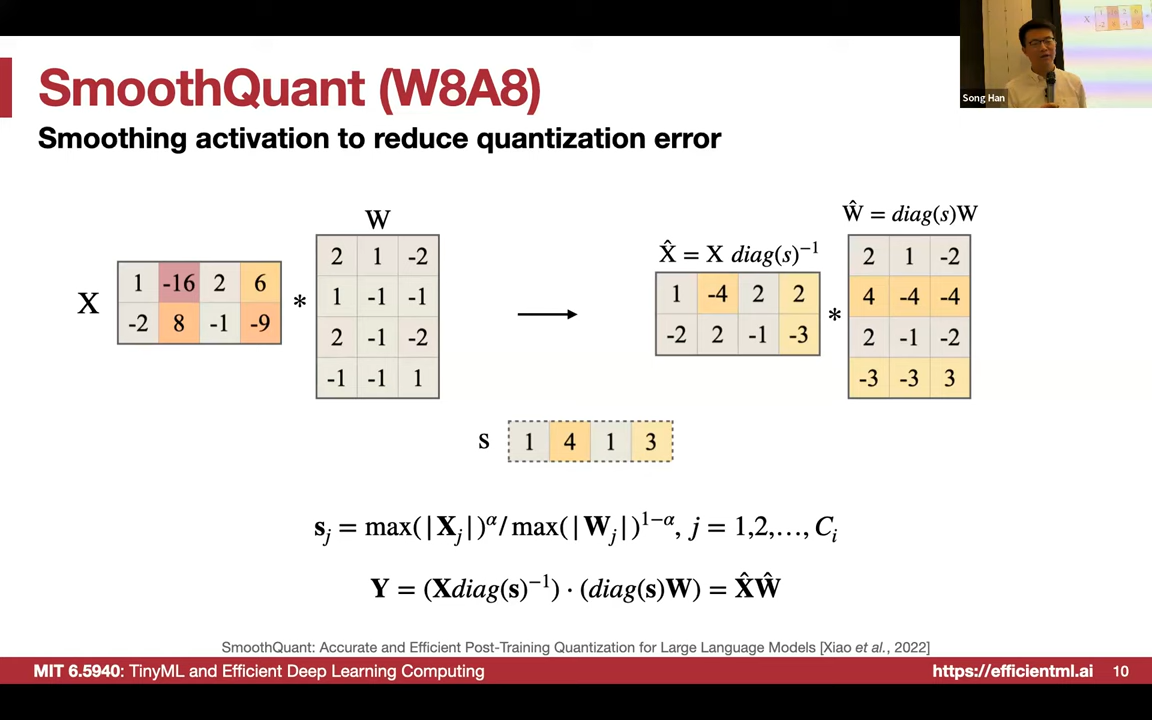 SmoothQuant (W8A8)
Smoothing activation to reduce quantization error
Song Han
X
1 -16 2 6
-2 8 -1 -9
*
W
2 1 -2
1 -1 -1
2 -1 -2
-1 -1 1
X̂ = X diag(s)⁻¹
1 -4 2 2
-2 2 -1 -3
*
Ŵ = diag(s)W
2 1 -2
4 -4 -4
2 -1 -2
-3 -3 3
s 1 4 1 3
sⱼ = max(|Xⱼ|)^α / max(|Wⱼ|)^1−α, j = 1,2,…, Cᵢ
Y = (Xdiag(s)⁻¹) · (diag(s)W) = X̂Ŵ
SmoothQuant: Accurate and Efficient Post-Training Quantization for Large Language Models [Xiao et al., 2022]
MIT 6.5940: TinyML and Efficient Deep Learning Computing
https://efficientml.ai 10